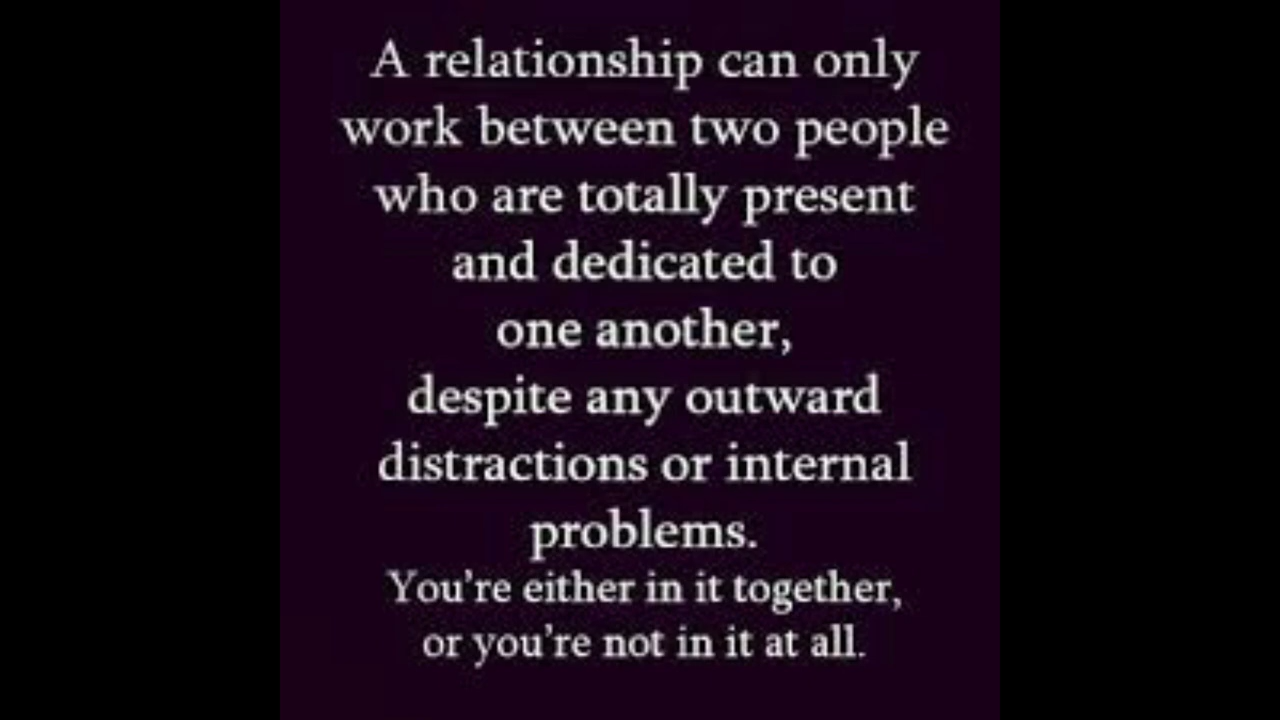 A relationship can only
work between two people
who are totally present
and dedicated to
one another,
despite any outward
distractions or internal
problems.
You're either in it together,
or you're not in it at all.